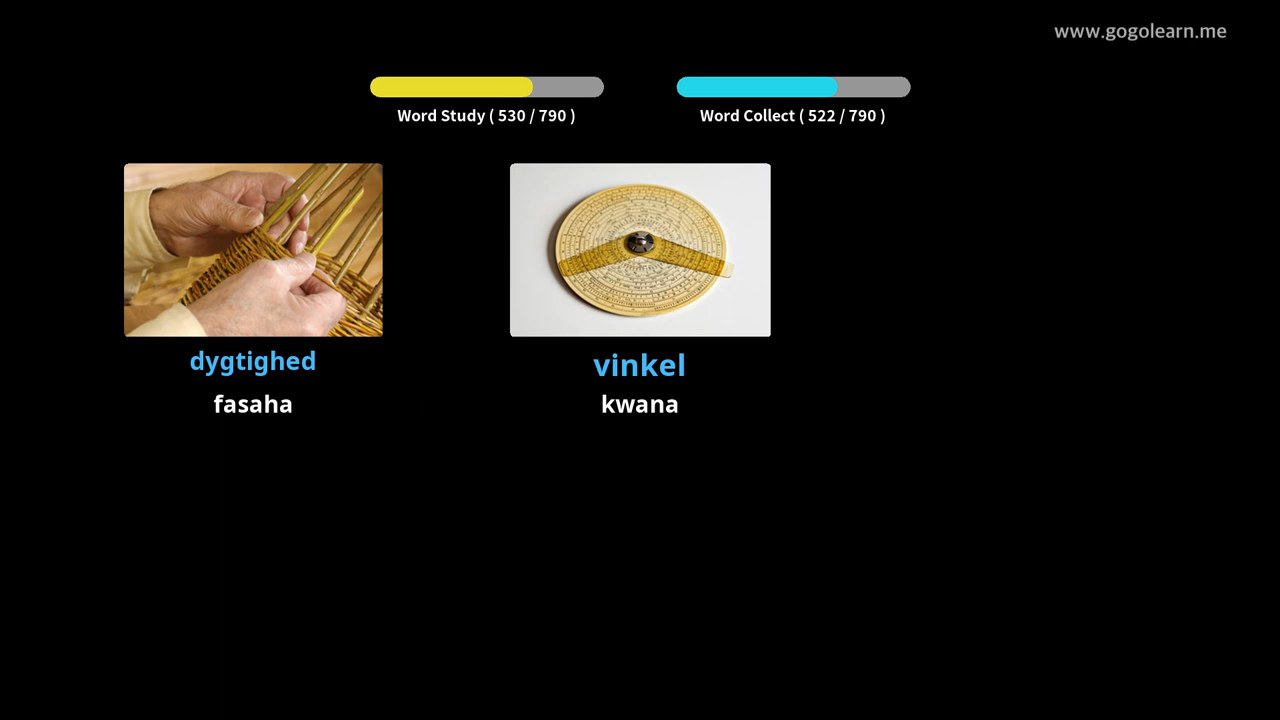 www.gogolearn.me
Word Study ( 530 / 790 )
Word Collect ( 522 / 790 )
dygtighed
vinkel
fasaha
kwana